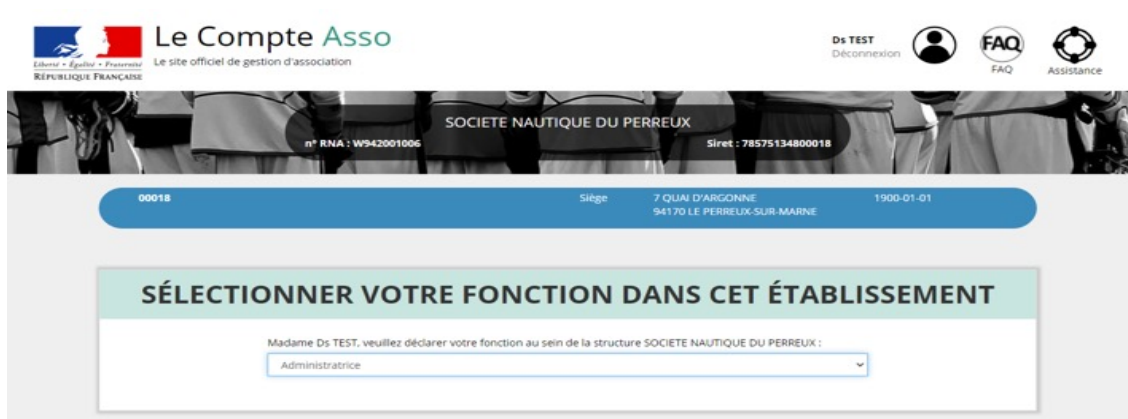 Le Compte Asso
Le site officiel de gestion d'association
Liberté • Égalité • Fraternité
RÉPUBLIQUE FRANÇAISE
Ds TEST
Déconnexion
FAQ
FAQ
Assistance
SOCIETE NAUTIQUE DU PERREUX
n° RNA : W942001006
Siret : 78575134800018
00018
Siège
7 QUAI D'ARGONNE
94170 LE PERREUX-SUR-MARNE
1900-01-01
SÉLECTIONNER VOTRE FONCTION DANS CET ÉTABLISSEMENT
Madame Ds TEST, veuillez déclarer votre fonction au sein de la structure SOCIETE NAUTIQUE DU PERREUX :
Administratrice